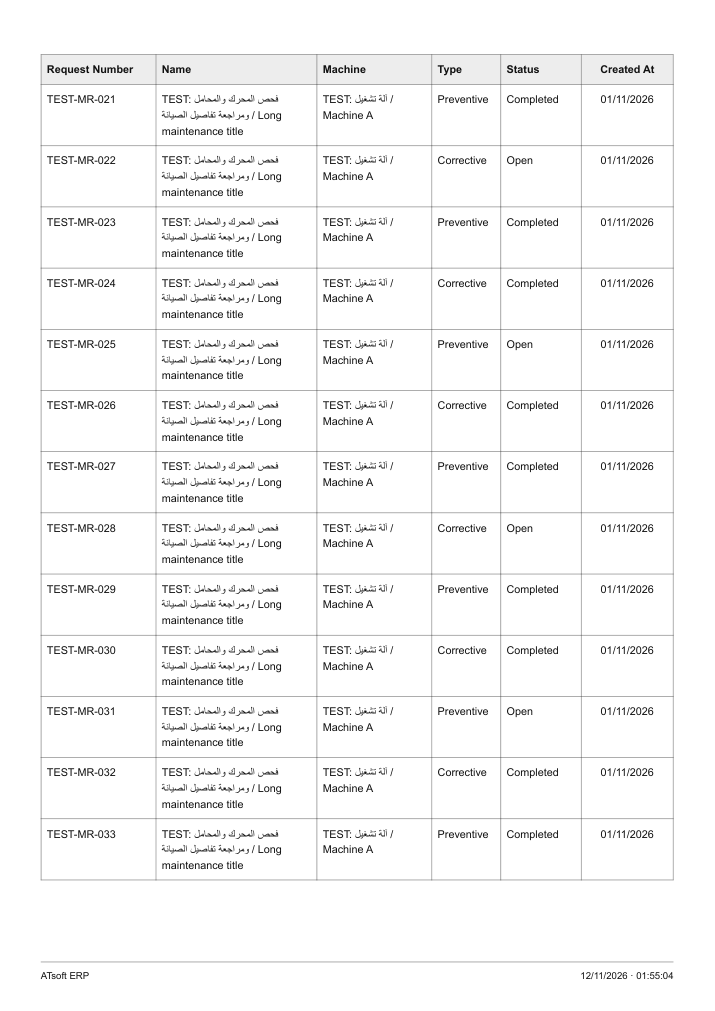 Request Number Name Machine Type Status Created At
TEST-MR-021 TEST: فحص المحرك والمحامل TEST: آلة تشغيل / Preventive Completed 01/11/2026
ومراجعة تفاصيل الصيانة / Long Machine A
maintenance title
TEST-MR-022 TEST: فحص المحرك والمحامل TEST: آلة تشغيل / Corrective Open 01/11/2026
ومراجعة تفاصيل الصيانة / Long Machine A
maintenance title
TEST-MR-023 TEST: فحص المحرك والمحامل TEST: آلة تشغيل / Preventive Completed 01/11/2026
ومراجعة تفاصيل الصيانة / Long Machine A
maintenance title
TEST-MR-024 TEST: فحص المحرك والمحامل TEST: آلة تشغيل / Corrective Completed 01/11/2026
ومراجعة تفاصيل الصيانة / Long Machine A
maintenance title
TEST-MR-025 TEST: فحص المحرك والمحامل TEST: آلة تشغيل / Preventive Open 01/11/2026
ومراجعة تفاصيل الصيانة / Long Machine A
maintenance title
TEST-MR-026 TEST: فحص المحرك والمحامل TEST: آلة تشغيل / Corrective Completed 01/11/2026
ومراجعة تفاصيل الصيانة / Long Machine A
maintenance title
TEST-MR-027 TEST: فحص المحرك والمحامل TEST: آلة تشغيل / Preventive Completed 01/11/2026
ومراجعة تفاصيل الصيانة / Long Machine A
maintenance title
TEST-MR-028 TEST: فحص المحرك والمحامل TEST: آلة تشغيل / Corrective Open 01/11/2026
ومراجعة تفاصيل الصيانة / Long Machine A
maintenance title
TEST-MR-029 TEST: فحص المحرك والمحامل TEST: آلة تشغيل / Preventive Completed 01/11/2026
ومراجعة تفاصيل الصيانة / Long Machine A
maintenance title
TEST-MR-030 TEST: فحص المحرك والمحامل TEST: آلة تشغيل / Corrective Completed 01/11/2026
ومراجعة تفاصيل الصيانة / Long Machine A
maintenance title
TEST-MR-031 TEST: فحص المحرك والمحامل TEST: آلة تشغيل / Preventive Open 01/11/2026
ومراجعة تفاصيل الصيانة / Long Machine A
maintenance title
TEST-MR-032 TEST: فحص المحرك والمحامل TEST: آلة تشغيل / Corrective Completed 01/11/2026
ومراجعة تفاصيل الصيانة / Long Machine A
maintenance title
TEST-MR-033 TEST: فحص المحرك والمحامل TEST: آلة تشغيل / Preventive Completed 01/11/2026
ومراجعة تفاصيل الصيانة / Long Machine A
maintenance title
ATsoft ERP 12/11/2026 · 01:55:04